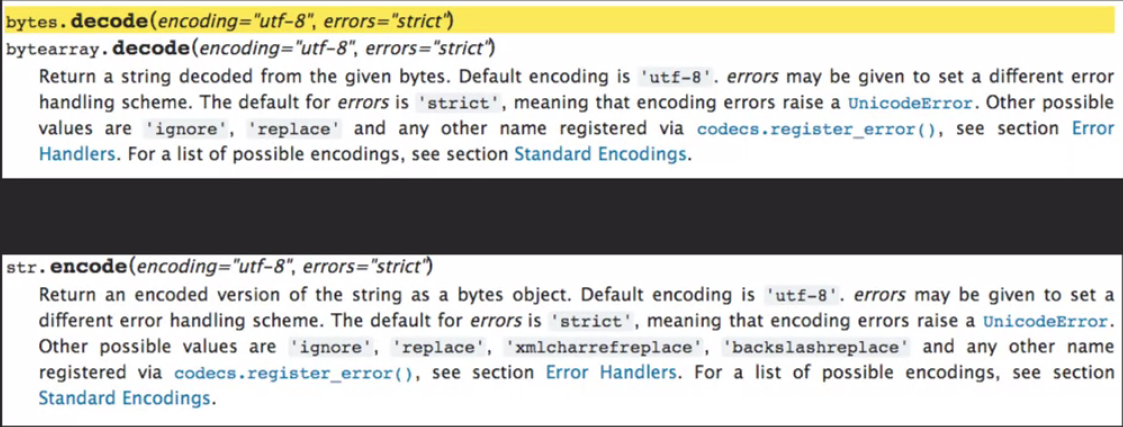 bytes.decode(encoding="utf-8", errors="strict")
bytearray.decode(encoding="utf-8", errors="strict")
Return a string decoded from the given bytes. Default encoding is 'utf-8'. errors may be given to set a different error
handling scheme. The default for errors is 'strict', meaning that encoding errors raise a UnicodeError. Other possible
values are 'ignore', 'replace' and any other name registered via codecs.register_error(), see section Error
Handlers. For a list of possible encodings, see section Standard Encodings.
str.encode(encoding="utf-8", errors="strict")
Return an encoded version of the string as a bytes object. Default encoding is 'utf-8'. errors may be given to set a
different error handling scheme. The default for errors is 'strict', meaning that encoding errors raise a UnicodeError.
Other possible values are 'ignore', 'replace', 'xmlcharrefreplace', 'backslashreplace' and any other name
registered via codecs.register_error(), see section Error Handlers. For a list of possible encodings, see section
Standard Encodings.